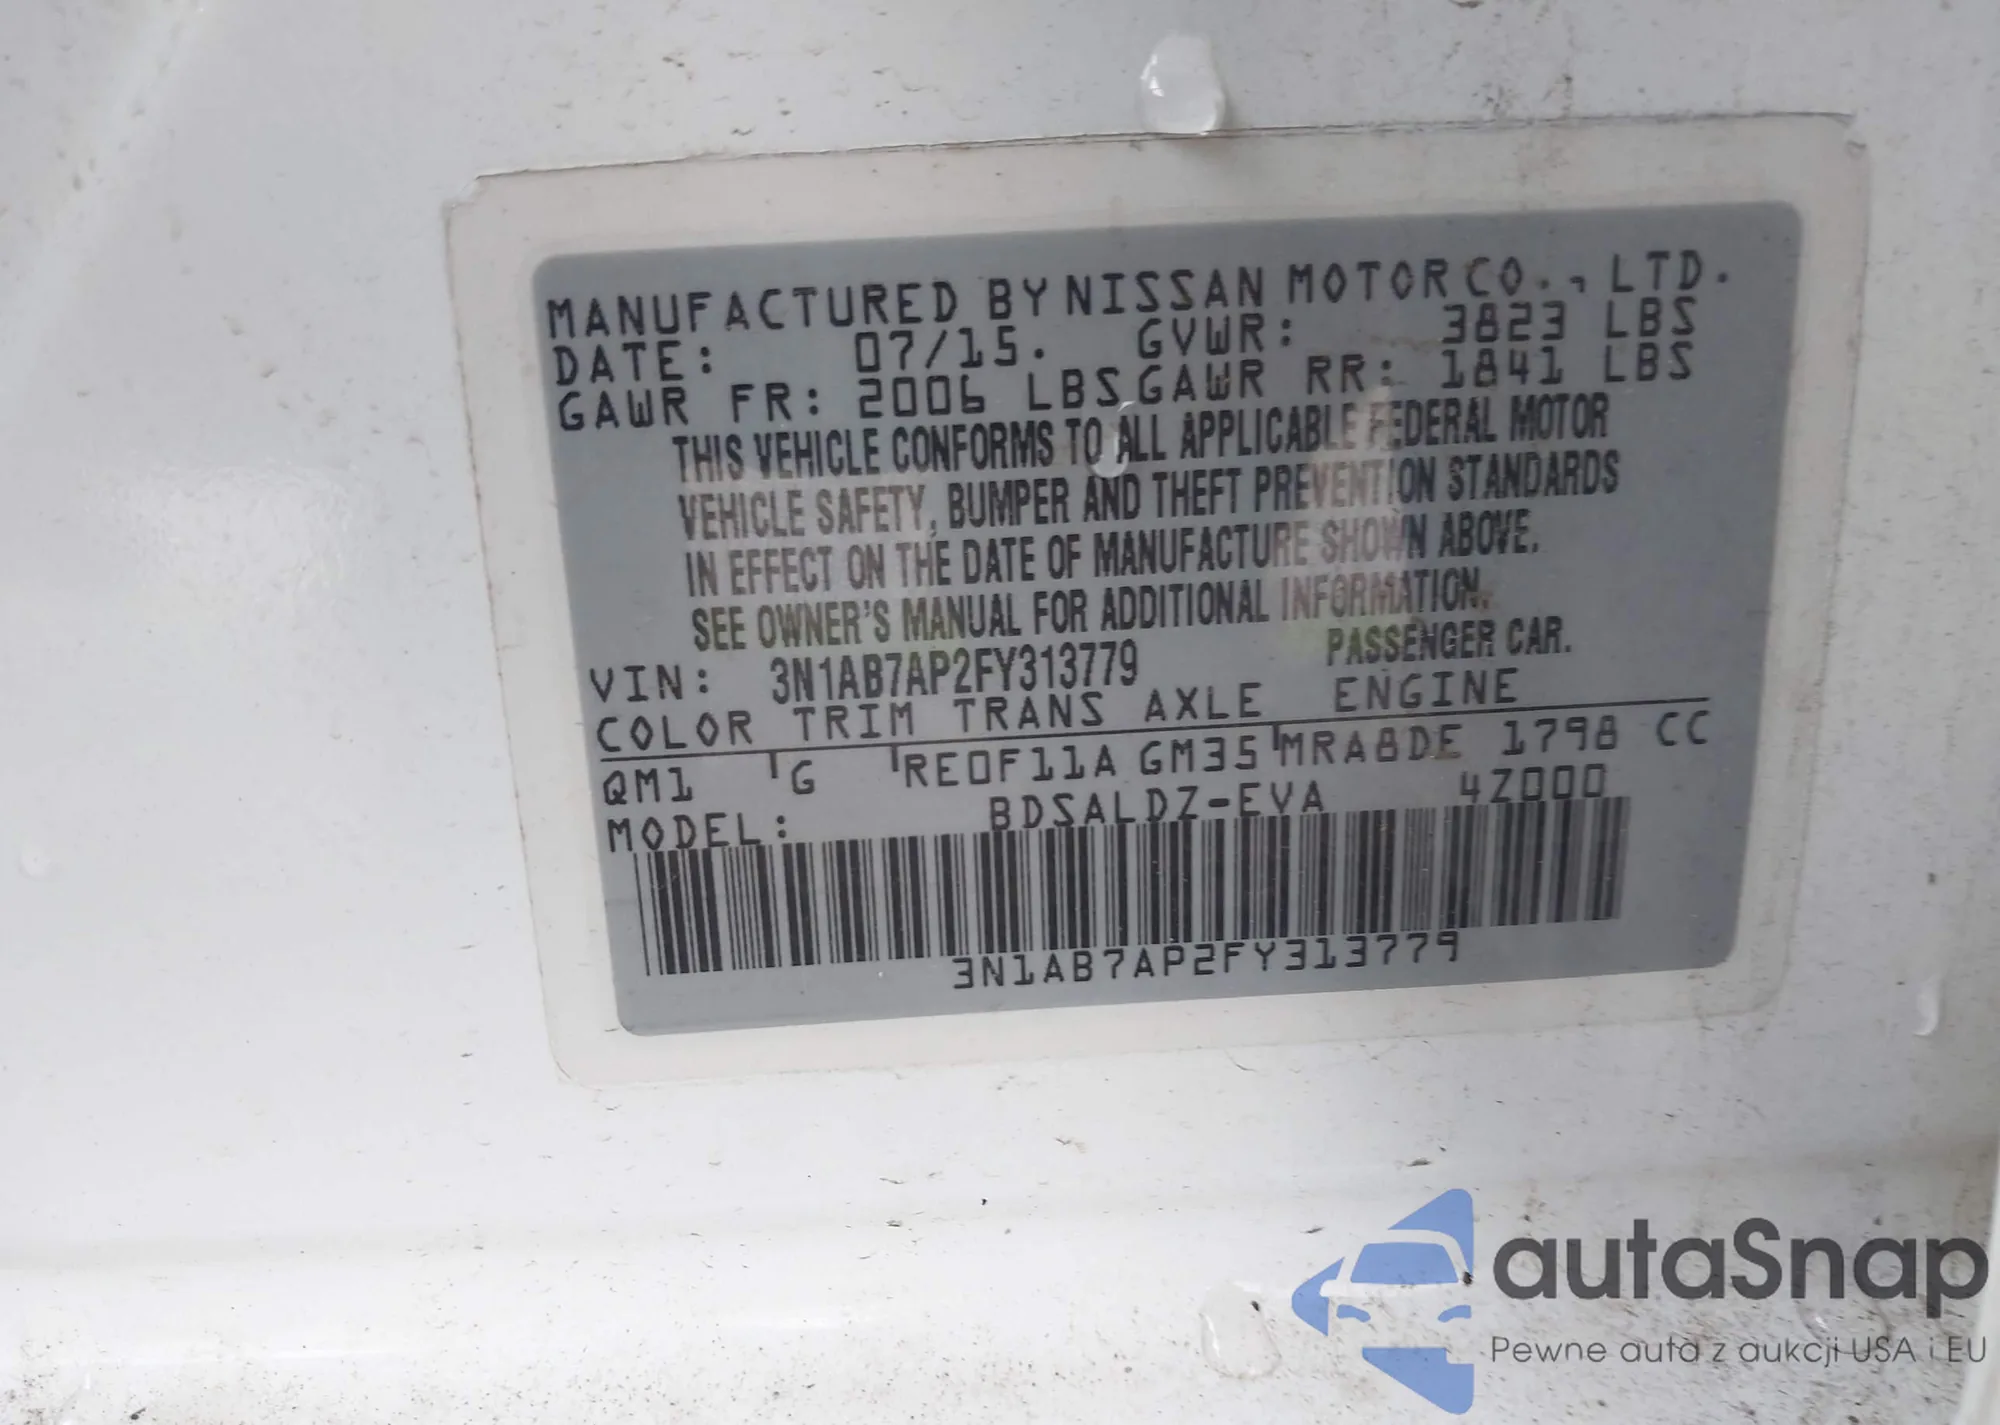 MANUFACTURED BY NISSAN MOTOR CO., LTD.
DATE: 07/15. GVWR: 3823 LBS
GAWR FR: 2006 LBS GAWR RR: 1841 LBS
THIS VEHICLE CONFORMS TO ALL APPLICABLE FEDERAL MOTOR
VEHICLE SAFETY, BUMPER AND THEFT PREVENTION STANDARDS
IN EFFECT ON THE DATE OF MANUFACTURE SHOWN ABOVE.
SEE OWNER'S MANUAL FOR ADDITIONAL INFORMATION.
VIN: 3N1AB7AP2FY313779 PASSENGER CAR.
COLOR TRIM TRANS AXLE ENGINE
QM1 G RE0F11A GM35 MRA8DE 1798 CC
MODEL: BDSALDZ-EVA 4Z000
3N1AB7AP2FY313779
autaSnap
Pewne auta z aukcji USA i EU